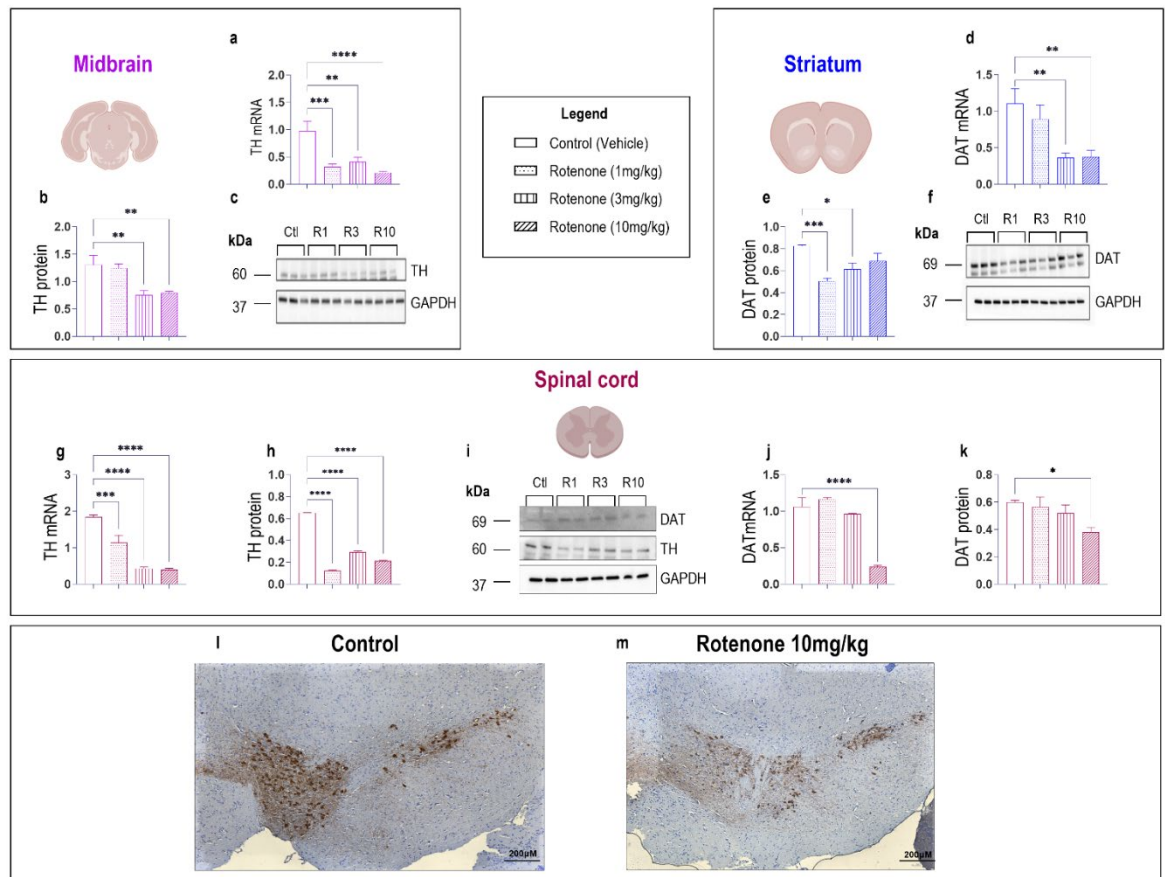 Midbrain
a
TH mRNA
2.0
1.5
1.0
0.5
0.0
****
**
***
b
TH protein
2.0
1.5
1.0
0.5
0.0
**
**
c
kDa
Ctl R1 R3 R10
60
37
TH
GAPDH
Legend
Control (Vehicle)
Rotenone (1mg/kg)
Rotenone (3mg/kg)
Rotenone (10mg/kg)
Striatum
d
DAT mRNA
1.5
1.0
0.5
0.0
**
**
e
DAT protein
1.0
0.8
0.6
0.4
0.2
0.0
*
***
f
kDa
Ctl R1 R3 R10
69
37
DAT
GAPDH
Spinal cord
g
TH mRNA
3
2
1
0
****
****
***
h
TH protein
1.0
0.8
0.6
0.4
0.2
0.0
****
****
****
i
kDa
Ctl R1 R3 R10
69
60
37
DAT
TH
GAPDH
j
DATmRNA
1.5
1.0
0.5
0.0
****
k
DAT protein
0.8
0.6
0.4
0.2
0.0
*
l
Control
200µM
m
Rotenone 10mg/kg
200µM